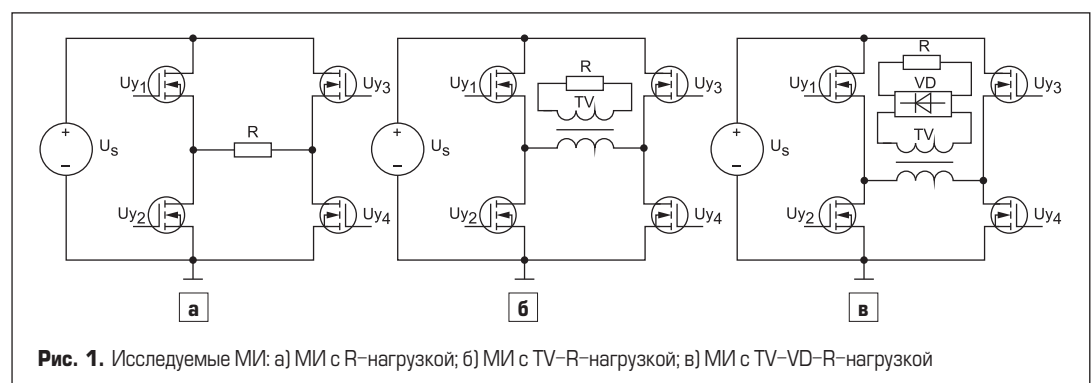 R
VD
TV
R
TV
R
Uy1
Uy3
Uy1
Uy3
Uy1
Uy3
+
−
Us
+
−
Us
+
−
Us
Uy2
Uy4
Uy2
Uy4
Uy2
Uy4
а
б
в
Рис. 1. Исследуемые МИ: а) МИ с R–нагрузкой; б) МИ с TV–R–нагрузкой; в) МИ с TV–VD–R–нагрузкой